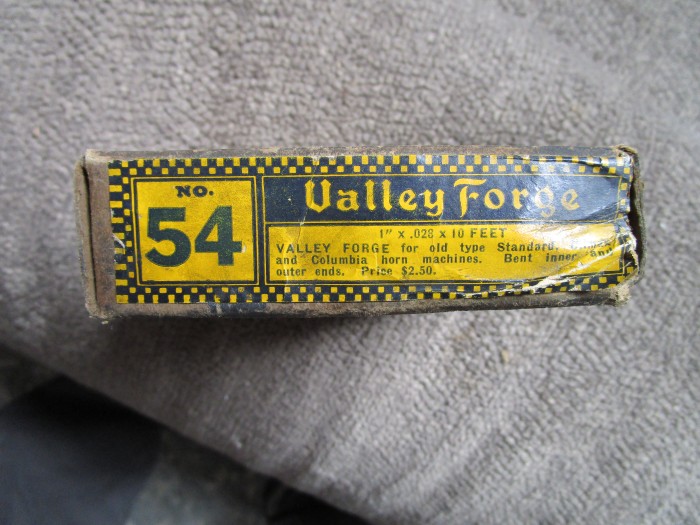 NO.
54
Valley Forge
1" x .028 x 10 FEET
VALLEY FORGE for old type Standard,
and Columbia horn machines. Bent inner and
outer ends. Price $2.50.